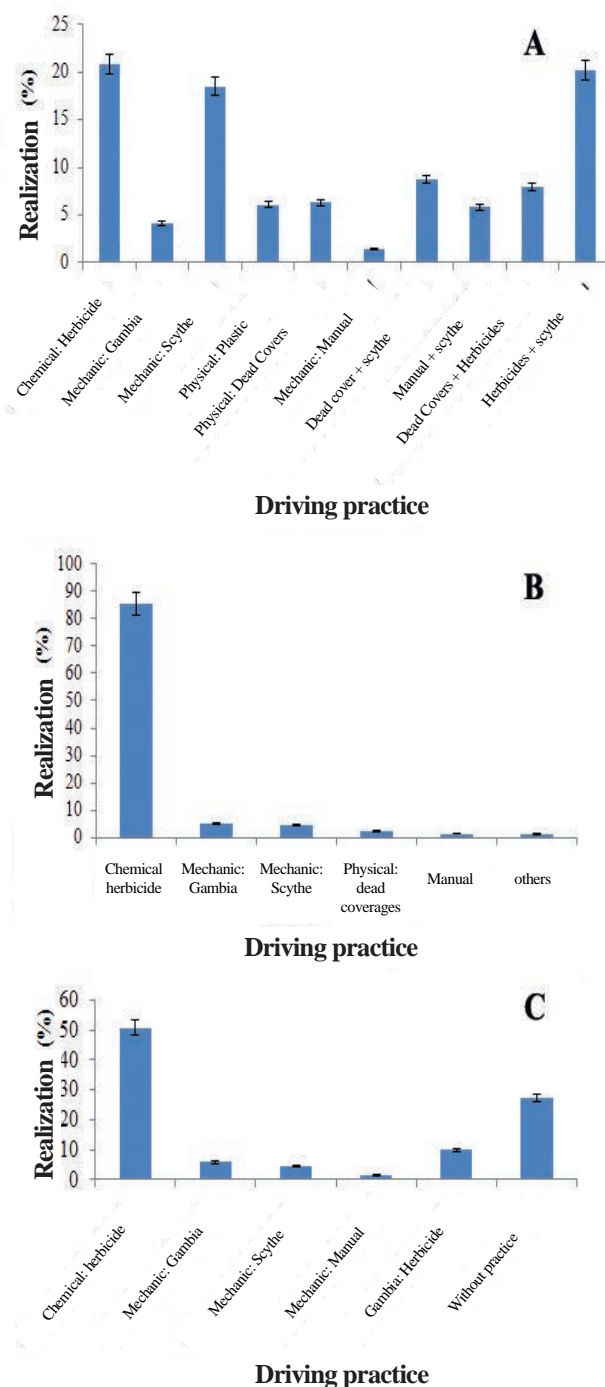 A
Realization (%)
25
20
15
10
5
0
Chemical: Herbicide
Mechanic: Gambia
Mechanic: Scythe
Physical: Plastic
Physical: Dead Covers
Mechanic: Manual
Dead cover + scythe
Manual + scythe
Dead Covers + Herbicides
Herbicides + scythe
Driving practice
B
Realization (%)
100
90
80
70
60
50
40
30
20
10
0
Chemical
herbicide
Mechanic:
Gambia
Mechanic:
Scythe
Physical:
dead
coverages
Manual
others
Driving practice
C
Realization (%)
60
50
40
30
20
10
0
Chemical: herbicide
Mechanic: Gambia
Mechanic: Scythe
Mechanic: Manual
Gambia: Herbicide
Without practice
Driving practice